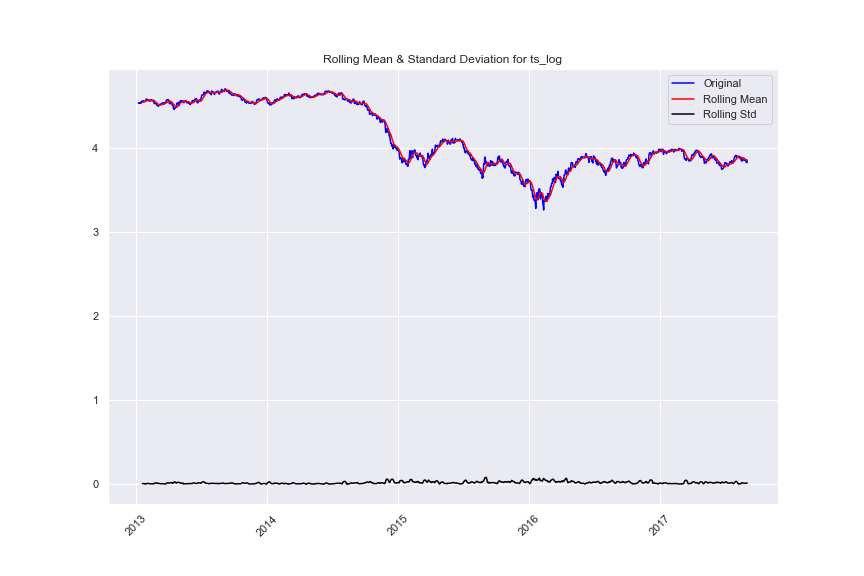 Rolling Mean & Standard Deviation for ts_log
Original
Rolling Mean
Rolling Std
4
3
2
1
0
2013
2014
2015
2016
2017